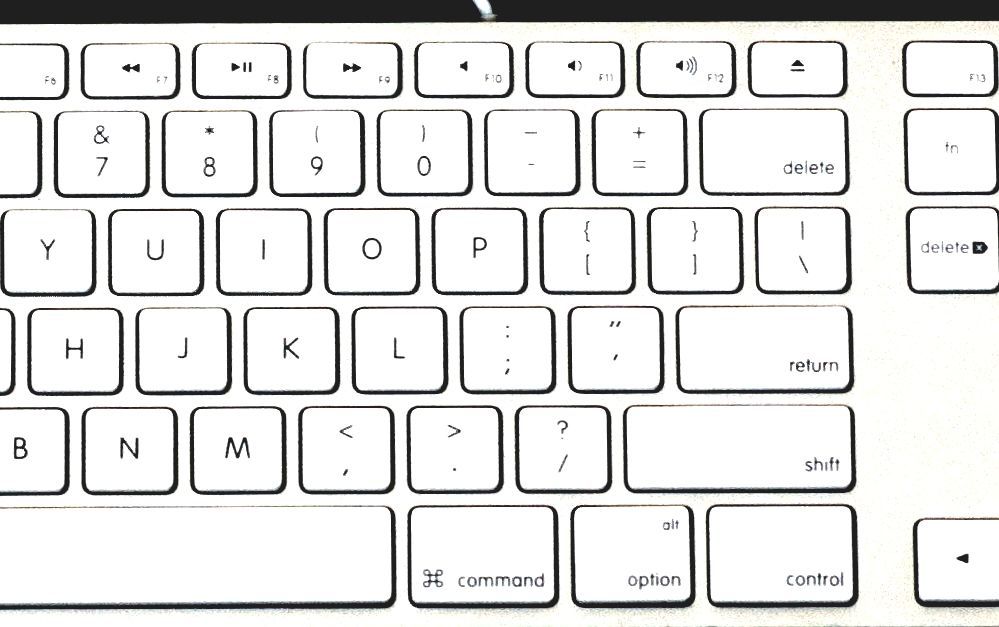 F6 F7 F8 F9 F10 F11 F12 F13
& * ( ) — +
7 8 9 0 - = delete fn
Y U I O P { [ } ] | \ delete
H J K L : ; " ' return
B N M < , > . ? / shift
alt
⌘ command option control